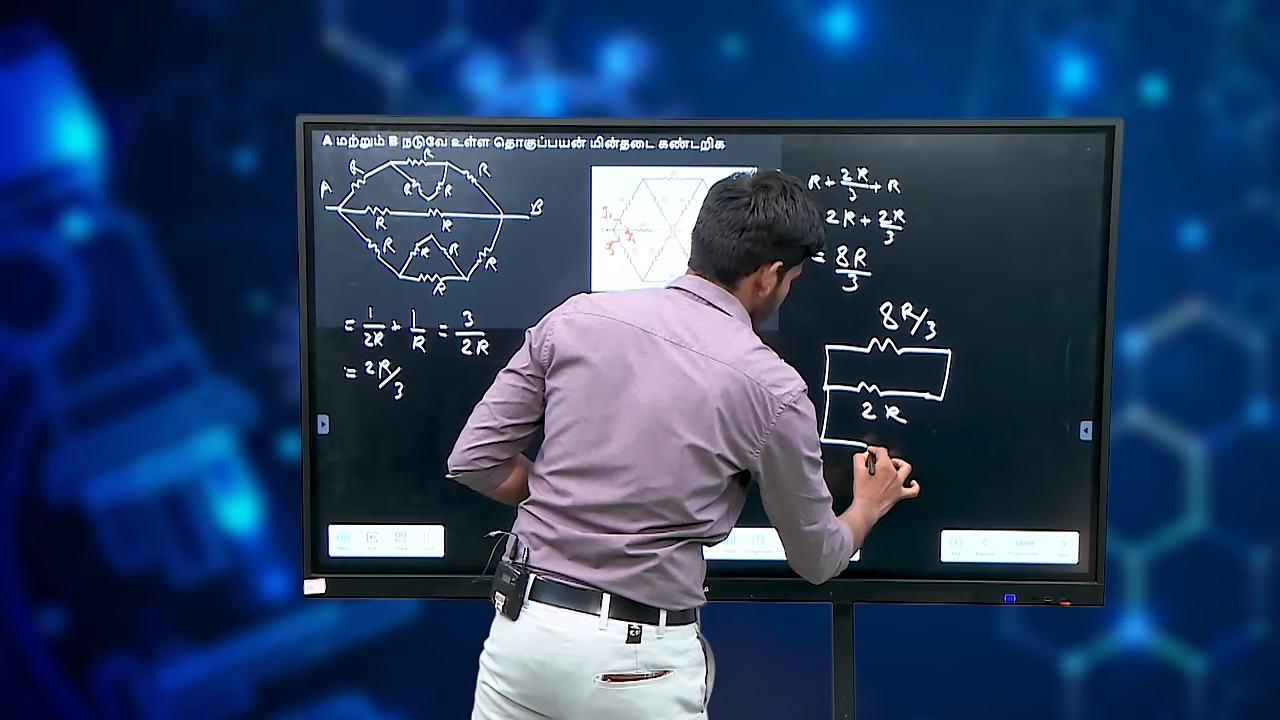 A மற்றும் B நடுவே உள்ள தொகுப்பயன் மின்தடை கண்டறிக
R
R R
R R
A B
R R
R R R R
R
= 1/2R + 1/R = 3/2R
= 2R/3
I₁
R + 2R/3 + R
2R + 2R/3
= 8R/3
8R/3
2R